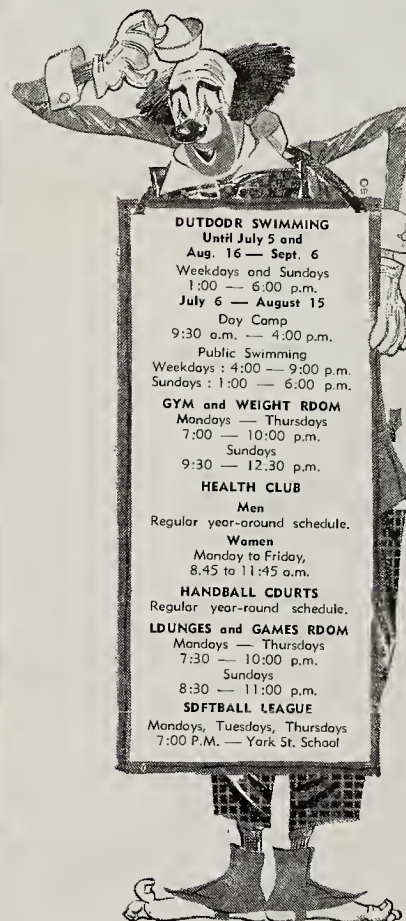 OUTDOOR SWIMMING
Until July 5 and
Aug. 16 — Sept. 6
Weekdays and Sundays
1:00 — 6:00 p.m.
July 6 — August 15
Day Camp
9:30 a.m. — 4:00 p.m.
Public Swimming
Weekdays : 4:00 — 9:00 p.m.
Sundays : 1:00 — 6:00 p.m.
GYM and WEIGHT ROOM
Mondays — Thursdays
7:00 — 10:00 p.m.
Sundays
9:30 — 12:30 p.m.
HEALTH CLUB
Men
Regular year-around schedule.
Women
Monday to Friday,
8.45 to 11:45 a.m.
HANDBALL COURTS
Regular year-round schedule.
LOUNGES and GAMES ROOM
Mondays — Thursdays
7:30 — 10:00 p.m.
Sundays
8:30 — 11:00 p.m.
SOFTBALL LEAGUE
Mondays, Tuesdays, Thursdays
7:00 P.M. — York St. School